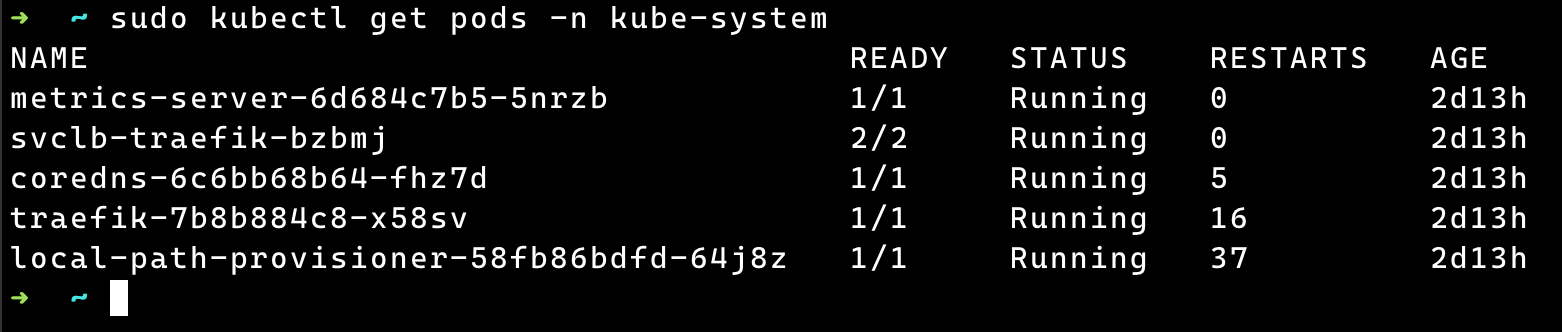 ➜  ~ sudo kubectl get pods -n kube-system
NAME                                      READY   STATUS    RESTARTS   AGE
metrics-server-6d684c7b5-5nrzb            1/1     Running   0          2d13h
svclb-traefik-bzbmj                       2/2     Running   0          2d13h
coredns-6c6bb68b64-fhz7d                  1/1     Running   5          2d13h
traefik-7b8b884c8-x58sv                   1/1     Running   16         2d13h
local-path-provisioner-58fb86bdfd-64j8z   1/1     Running   37         2d13h
➜  ~